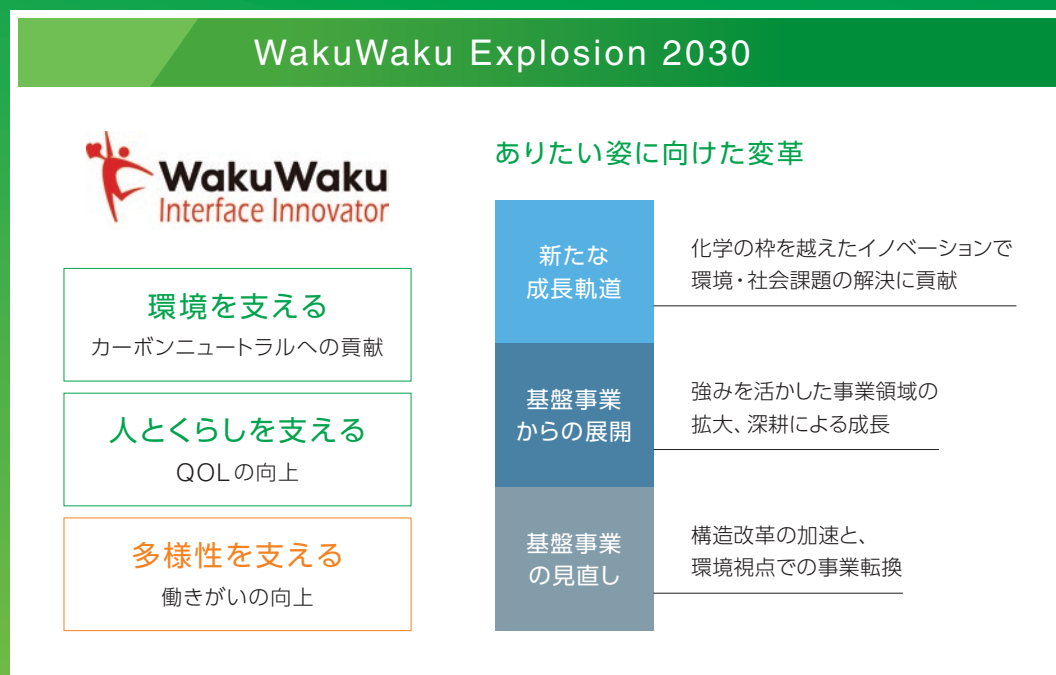 WakuWaku Explosion 2030
WakuWaku
Interface Innovator
環境を支える
カーボンニュートラルへの貢献
人とくらしを支える
QOLの向上
多様性を支える
働きがいの向上
ありたい姿に向けた変革
新たな
成長軌道
化学の枠を越えたイノベーションで
環境・社会課題の解決に貢献
基盤事業
からの展開
強みを活かした事業領域の
拡大、深耕による成長
基盤事業
の見直し
構造改革の加速と、
環境視点での事業転換